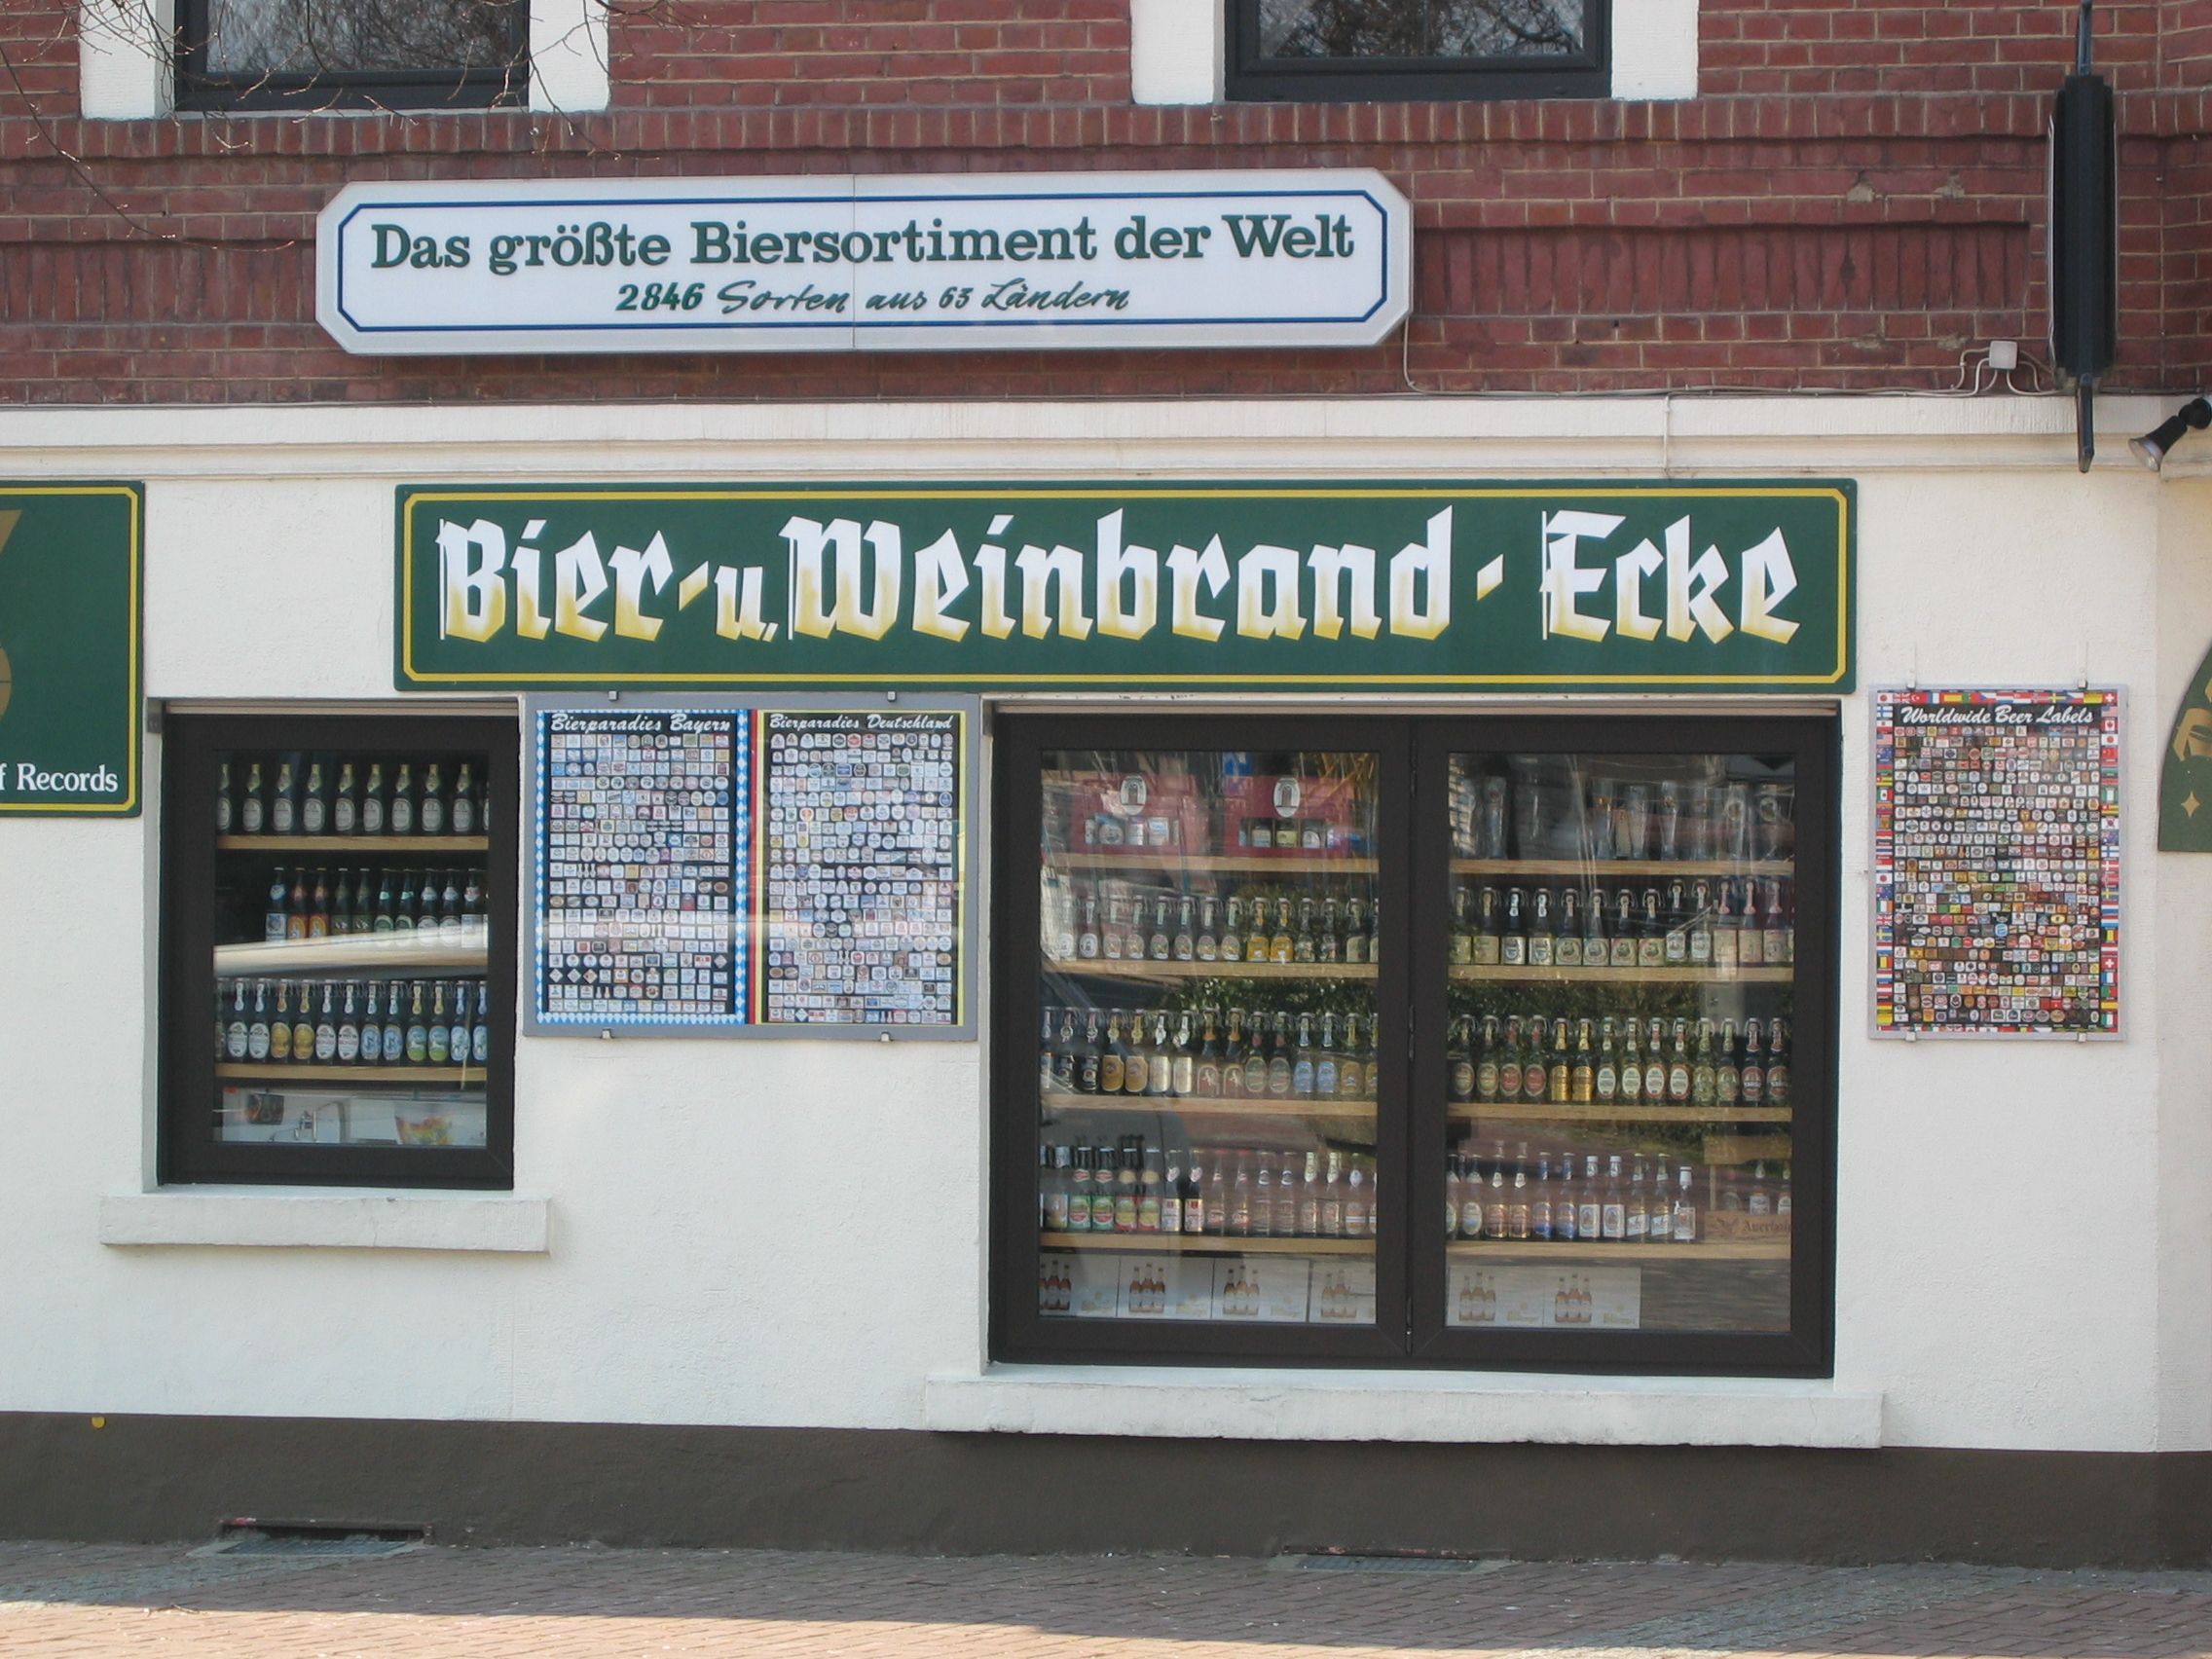 Das größte Biersortiment der Welt
2846 Sorten aus 63 Ländern
Bier- u. Weinbrand - Ecke
f Records
Bierparadies Bayern
Bierparadies Deutschland
Worldwide Beer Labels